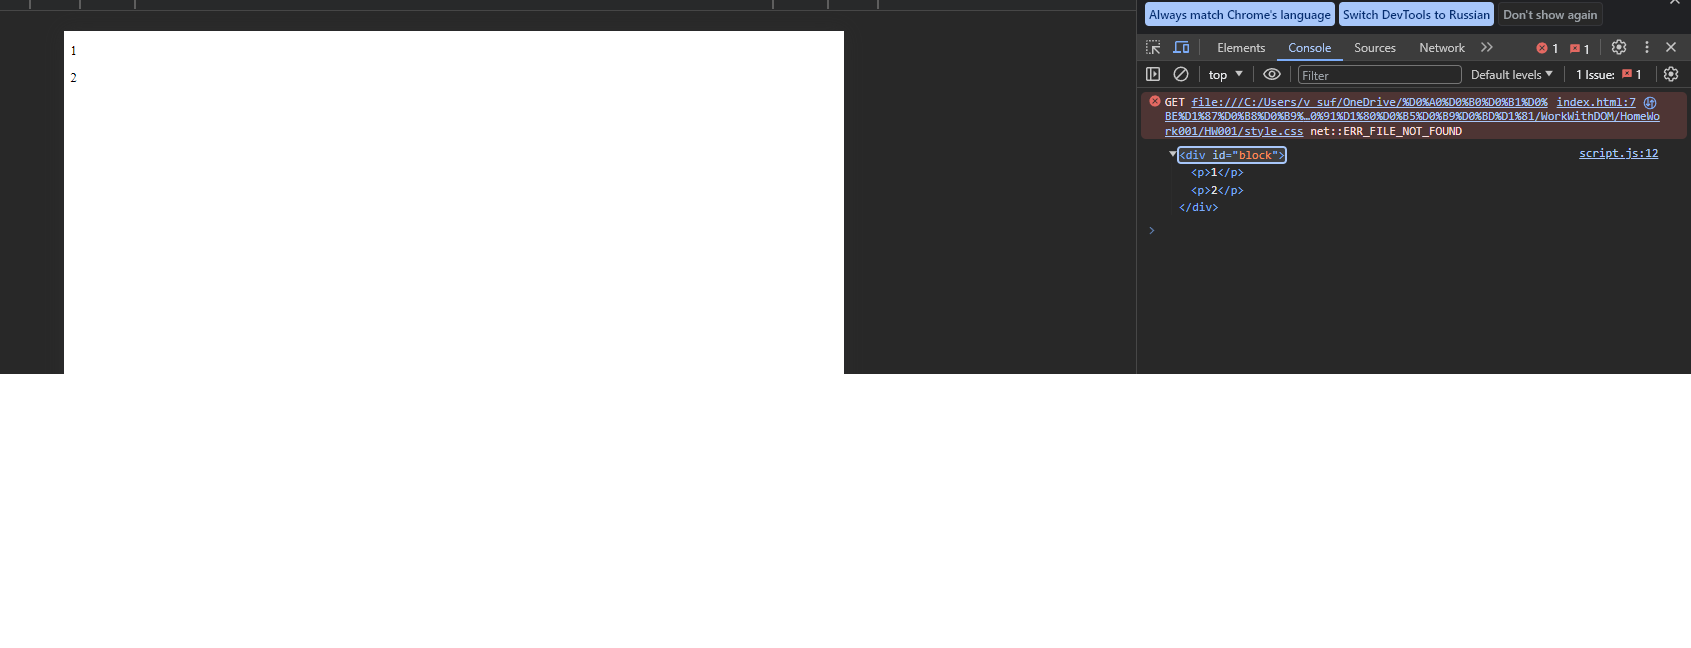 Always match Chrome's language Switch DevTools to Russian Don't show again
Elements Console Sources Network 1 1
top Filter Default levels 1 Issue: 1
GET file:///C:/Users/v_suf/OneDrive/%D0%A0%D0%B0%D0%B1%D0% index.html:7
BE%D1%87%D0%B8%D0%B9%…0%91%D1%80%D0%B5%D0%B9%D0%BD%D1%81/WorkWithDOM/HomeWo
rk001/HW001/style.css net::ERR_FILE_NOT_FOUND
<div id="block"> script.js:12
<p>1</p>
<p>2</p>
</div>
>
1
2